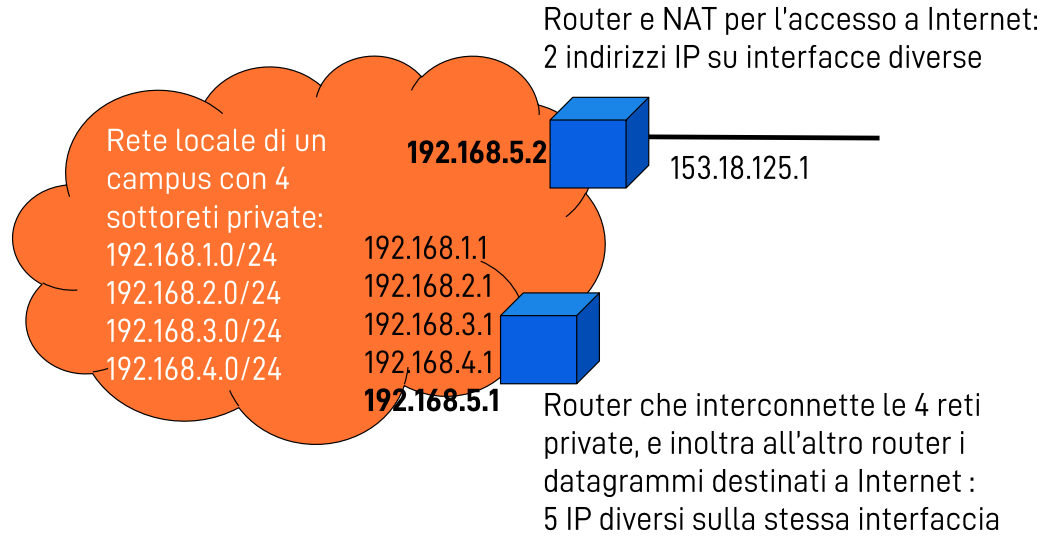 Router e NAT per l'accesso a Internet:
2 indirizzi IP su interfacce diverse
Rete locale di un
campus con 4
sottoreti private:
192.168.1.0/24
192.168.2.0/24
192.168.3.0/24
192.168.4.0/24
192.168.5.2
153.18.125.1
192.168.1.1
192.168.2.1
192.168.3.1
192.168.4.1
192.168.5.1
Router che interconnette le 4 reti
private, e inoltra all'altro router i
datagrammi destinati a Internet :
5 IP diversi sulla stessa interfaccia